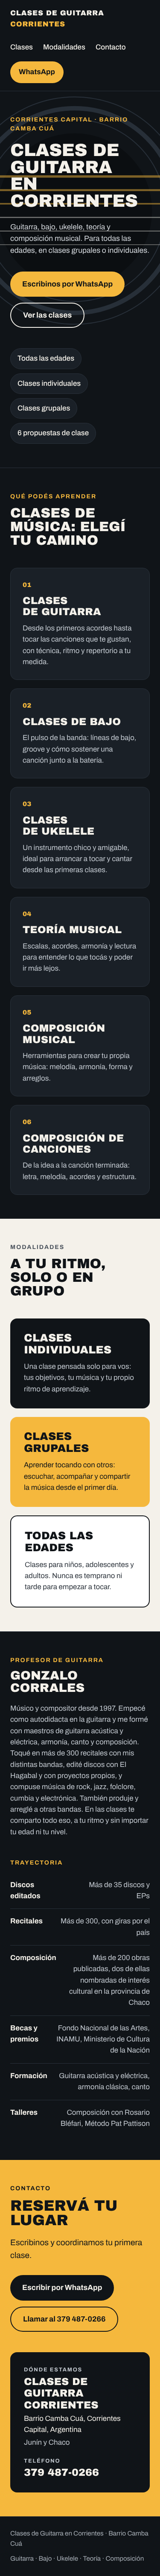 CLASES DE GUITARRA
CORRIENTES
Clases Modalidades Contacto
WhatsApp
CORRIENTES CAPITAL · BARRIO
CAMBA CUÁ
CLASES DE
GUITARRA
EN
CORRIENTES
Guitarra, bajo, ukelele, teoría y
composición musical. Para todas las
edades, en clases grupales o individuales.
Escribinos por WhatsApp
Ver las clases
Todas las edades
Clases individuales
Clases grupales
6 propuestas de clase
QUÉ PODÉS APRENDER
CLASES DE
MÚSICA: ELEGÍ
TU CAMINO
01
CLASES
DE GUITARRA
Desde los primeros acordes hasta
tocar las canciones que te gustan,
con técnica, ritmo y repertorio a tu
medida.
02
CLASES DE BAJO
El pulso de la banda: líneas de bajo,
groove y cómo sostener una
canción junto a la batería.
03
CLASES
DE UKELELE
Un instrumento chico y amigable,
ideal para arrancar a tocar y cantar
desde las primeras clases.
04
TEORÍA MUSICAL
Escalas, acordes, armonía y lectura
para entender lo que tocás y poder
ir más lejos.
05
COMPOSICIÓN
MUSICAL
Herramientas para crear tu propia
música: melodía, armonía, forma y
arreglos.
06
COMPOSICIÓN DE
CANCIONES
De la idea a la canción terminada:
letra, melodía, acordes y estructura.
MODALIDADES
A TU RITMO,
SOLO O EN
GRUPO
CLASES
INDIVIDUALES
Una clase pensada solo para vos:
tus objetivos, tu música y tu propio
ritmo de aprendizaje.
CLASES
GRUPALES
Aprender tocando con otros:
escuchar, acompañar y compartir
la música desde el primer día.
TODAS LAS
EDADES
Clases para niños, adolescentes y
adultos. Nunca es temprano ni
tarde para empezar a tocar.
PROFESOR DE GUITARRA
GONZALO
CORRALES
Músico y compositor desde 1997. Empecé
como autodidacta en la guitarra y me formé
con maestros de guitarra acústica y
eléctrica, armonía, canto y composición.
Toqué en más de 300 recitales con mis
distintas bandas, edité discos con El
Hagabal y con proyectos propios, y
compuse música de rock, jazz, folclore,
cumbia y electrónica. También produje y
arreglé a otras bandas. En las clases te
comparto todo eso, a tu ritmo y sin importar
tu edad ni tu nivel.
TRAYECTORIA
Discos editados Más de 35 discos y EPs
Recitales Más de 300, con giras por el país
Composición Más de 200 obras publicadas, dos de ellas nombradas de interés cultural en la provincia de Chaco
Becas y premios Fondo Nacional de las Artes, INAMU, Ministerio de Cultura de la Nación
Formación Guitarra acústica y eléctrica, armonía clásica, canto
Talleres Composición con Rosario Bléfari, Método Pat Pattison
CONTACTO
RESERVÁ TU
LUGAR
Escribinos y coordinamos tu primera
clase.
Escribir por WhatsApp
Llamar al 379 487-0266
DÓNDE ESTAMOS
CLASES DE
GUITARRA
CORRIENTES
Barrio Camba Cuá, Corrientes
Capital, Argentina
Junín y Chaco
TELÉFONO
379 487-0266
Clases de Guitarra en Corrientes · Barrio Camba
Cuá
Guitarra · Bajo · Ukelele · Teoría · Composición